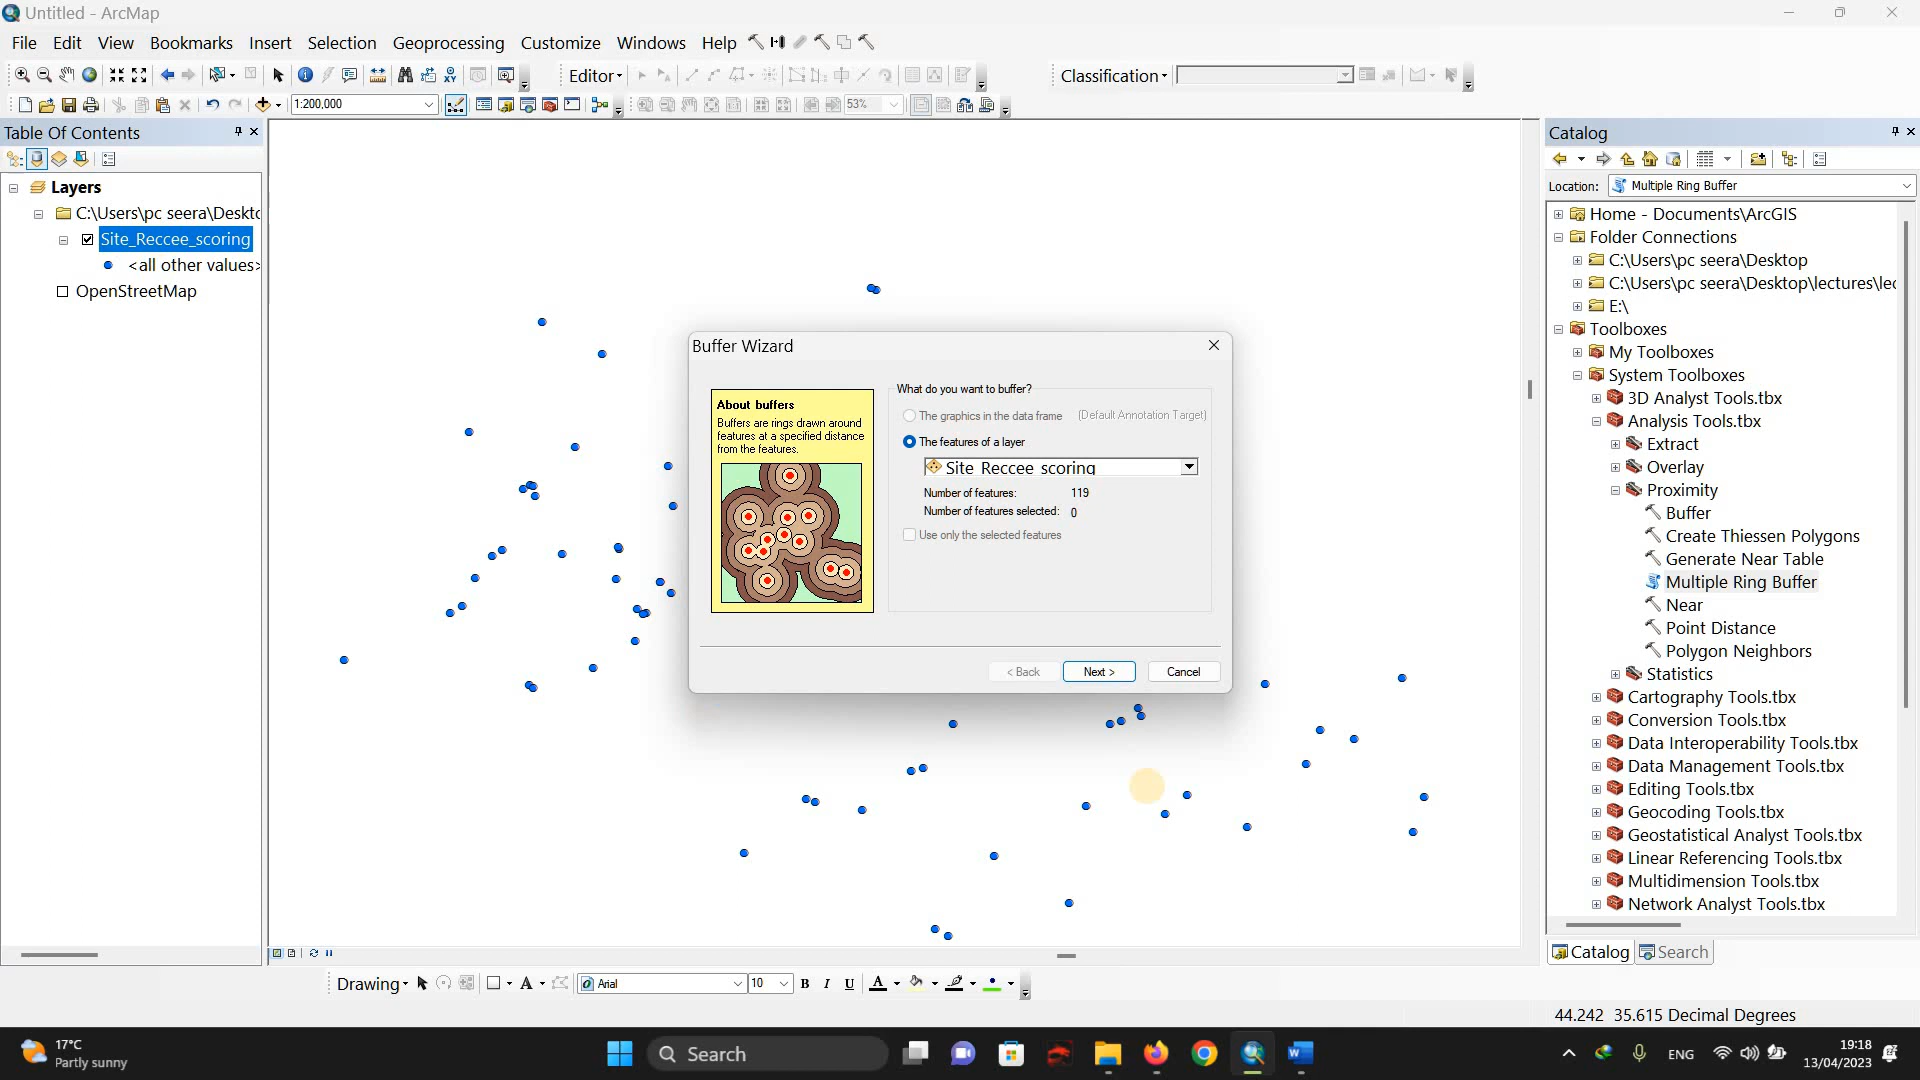 Untitled - ArcMap
File Edit View Bookmarks Insert Selection Geoprocessing Customize Windows Help
Editor
Classification
1:200,000
53%
Table Of Contents
Layers
C:\Users\pc seera\Deskto
Site_Reccee_scoring
<all other values>
OpenStreetMap
Buffer Wizard
About buffers
Buffers are rings drawn around
features at a specified distance
from the features.
What do you want to buffer?
The graphics in the data frame (Default Annotation Target)
The features of a layer
Site_Reccee_scoring
Number of features: 119
Number of features selected: 0
Use only the selected features
< Back Next > Cancel
Catalog
Location: Multiple Ring Buffer
Home - Documents\ArcGIS
Folder Connections
C:\Users\pc seera\Desktop
C:\Users\pc seera\Desktop\lectures\lec
E:\
Toolboxes
My Toolboxes
System Toolboxes
3D Analyst Tools.tbx
Analysis Tools.tbx
Extract
Overlay
Proximity
Buffer
Create Thiessen Polygons
Generate Near Table
Multiple Ring Buffer
Near
Point Distance
Polygon Neighbors
Statistics
Cartography Tools.tbx
Conversion Tools.tbx
Data Interoperability Tools.tbx
Data Management Tools.tbx
Editing Tools.tbx
Geocoding Tools.tbx
Geostatistical Analyst Tools.tbx
Linear Referencing Tools.tbx
Multidimension Tools.tbx
Network Analyst Tools.tbx
Catalog Search
Drawing Arial 10 B I U A
44.242 35.615 Decimal Degrees
17°C
Partly sunny
Search
ENG
19:18
13/04/2023